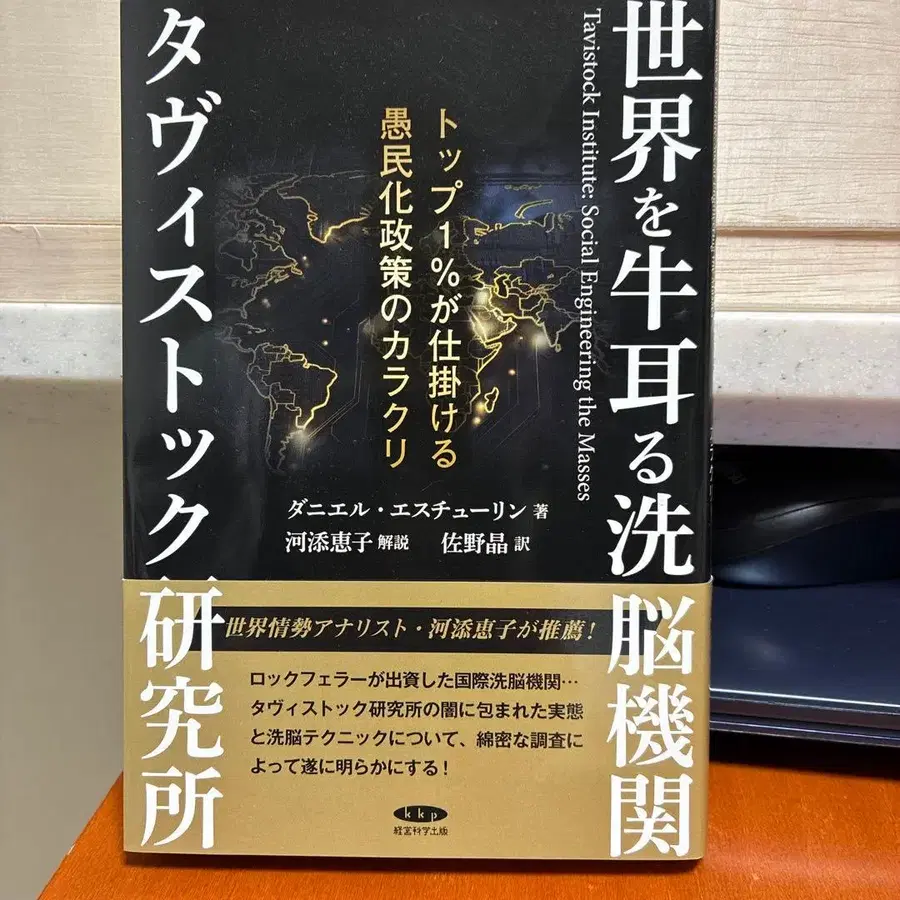 世界を牛耳る洗脳機関
Tavistock Institute: Social Engineering the Masses
トップ1%が仕掛ける
愚民化政策のカラクリ
タヴィストック研究所
ダニエル・エスチューリン 著
河添恵子 解説 佐野晶 訳
世界情勢アナリスト・河添恵子が推薦！
ロックフェラーが出資した国際洗脳機関…
タヴィストック研究所の闇に包まれた実態
と洗脳テクニックについて、綿密な調査に
よって遂に明らかにする！
kkp
経営科学出版